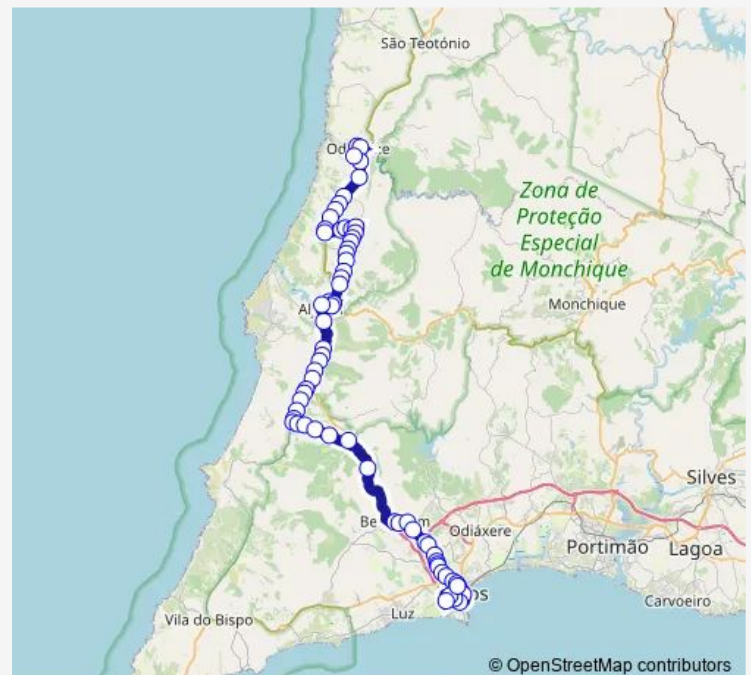 São Teotónio
Zona de
Proteção
Especial
de Monchique
Monchique
Silves
Odiáxere
Portimão
Lagoa
Carvoeiro
Luz
Vila do Bispo
© OpenStreetMap contributors